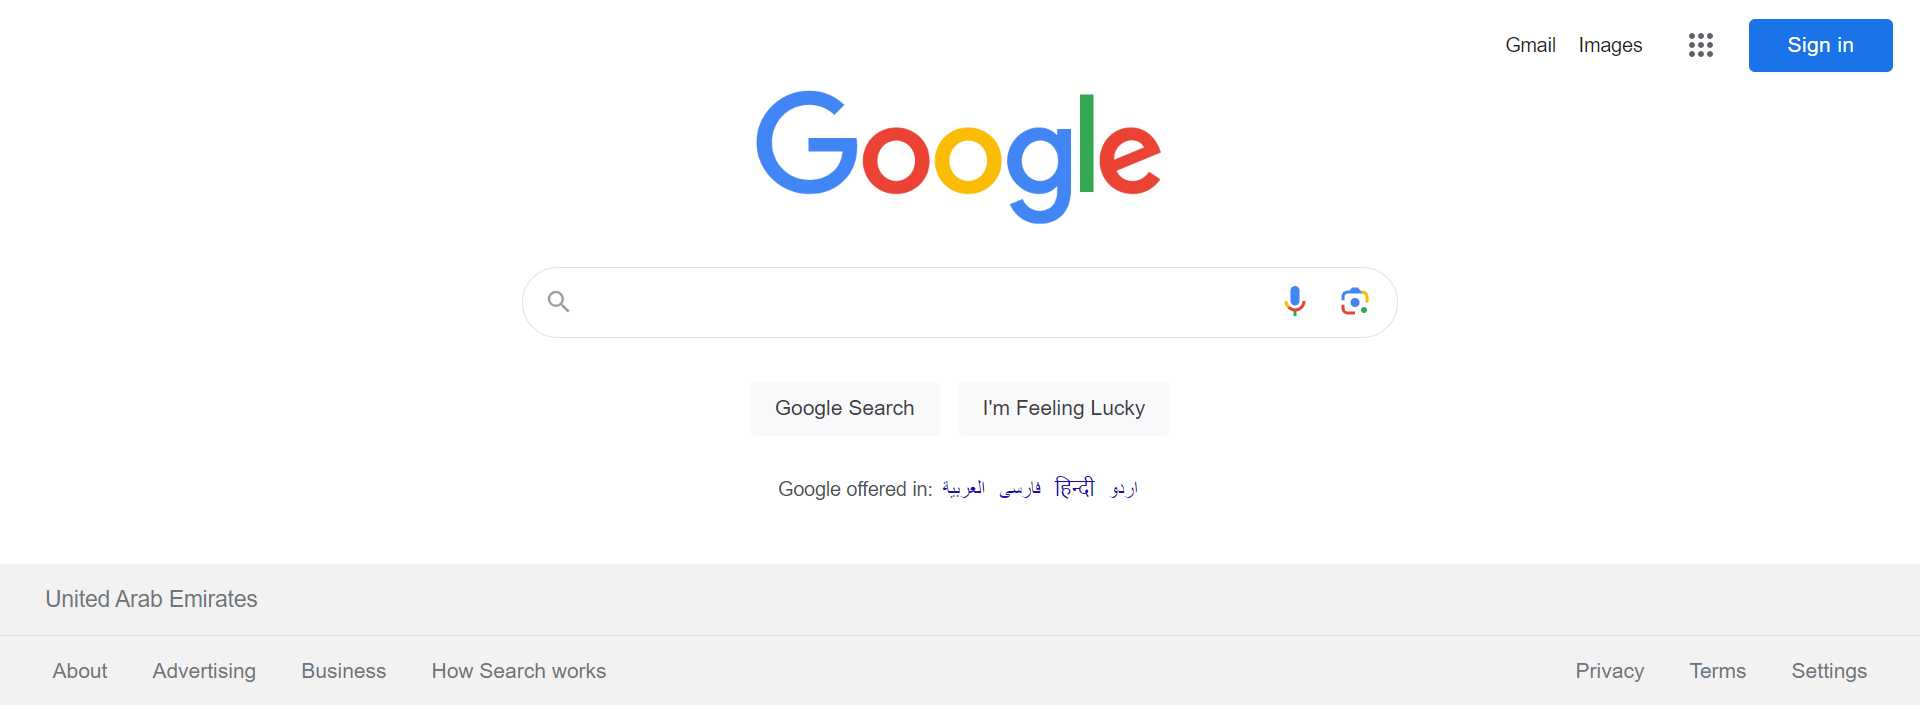 Gmail Images Sign in
Google
Google Search I'm Feeling Lucky
Google offered in: العربية فارسی हिन्दी اردو
United Arab Emirates
About Advertising Business How Search works Privacy Terms Settings